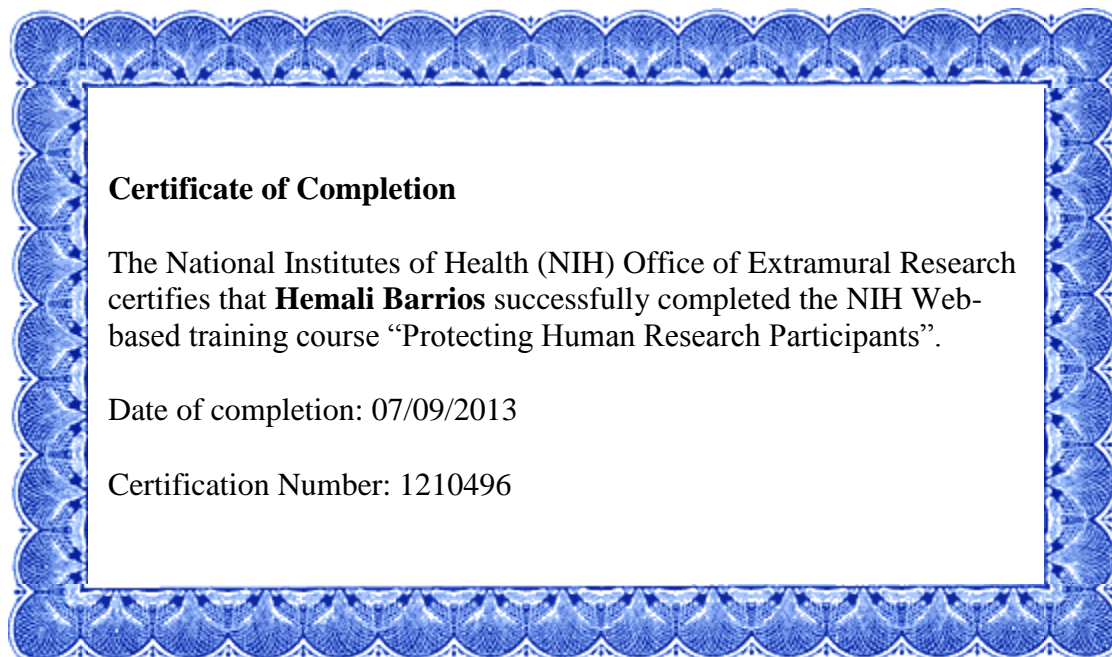 Certificate of Completion
The National Institutes of Health (NIH) Office of Extramural Research
certifies that Hemali Barrios successfully completed the NIH Web-
based training course “Protecting Human Research Participants”.
Date of completion: 07/09/2013
Certification Number: 1210496